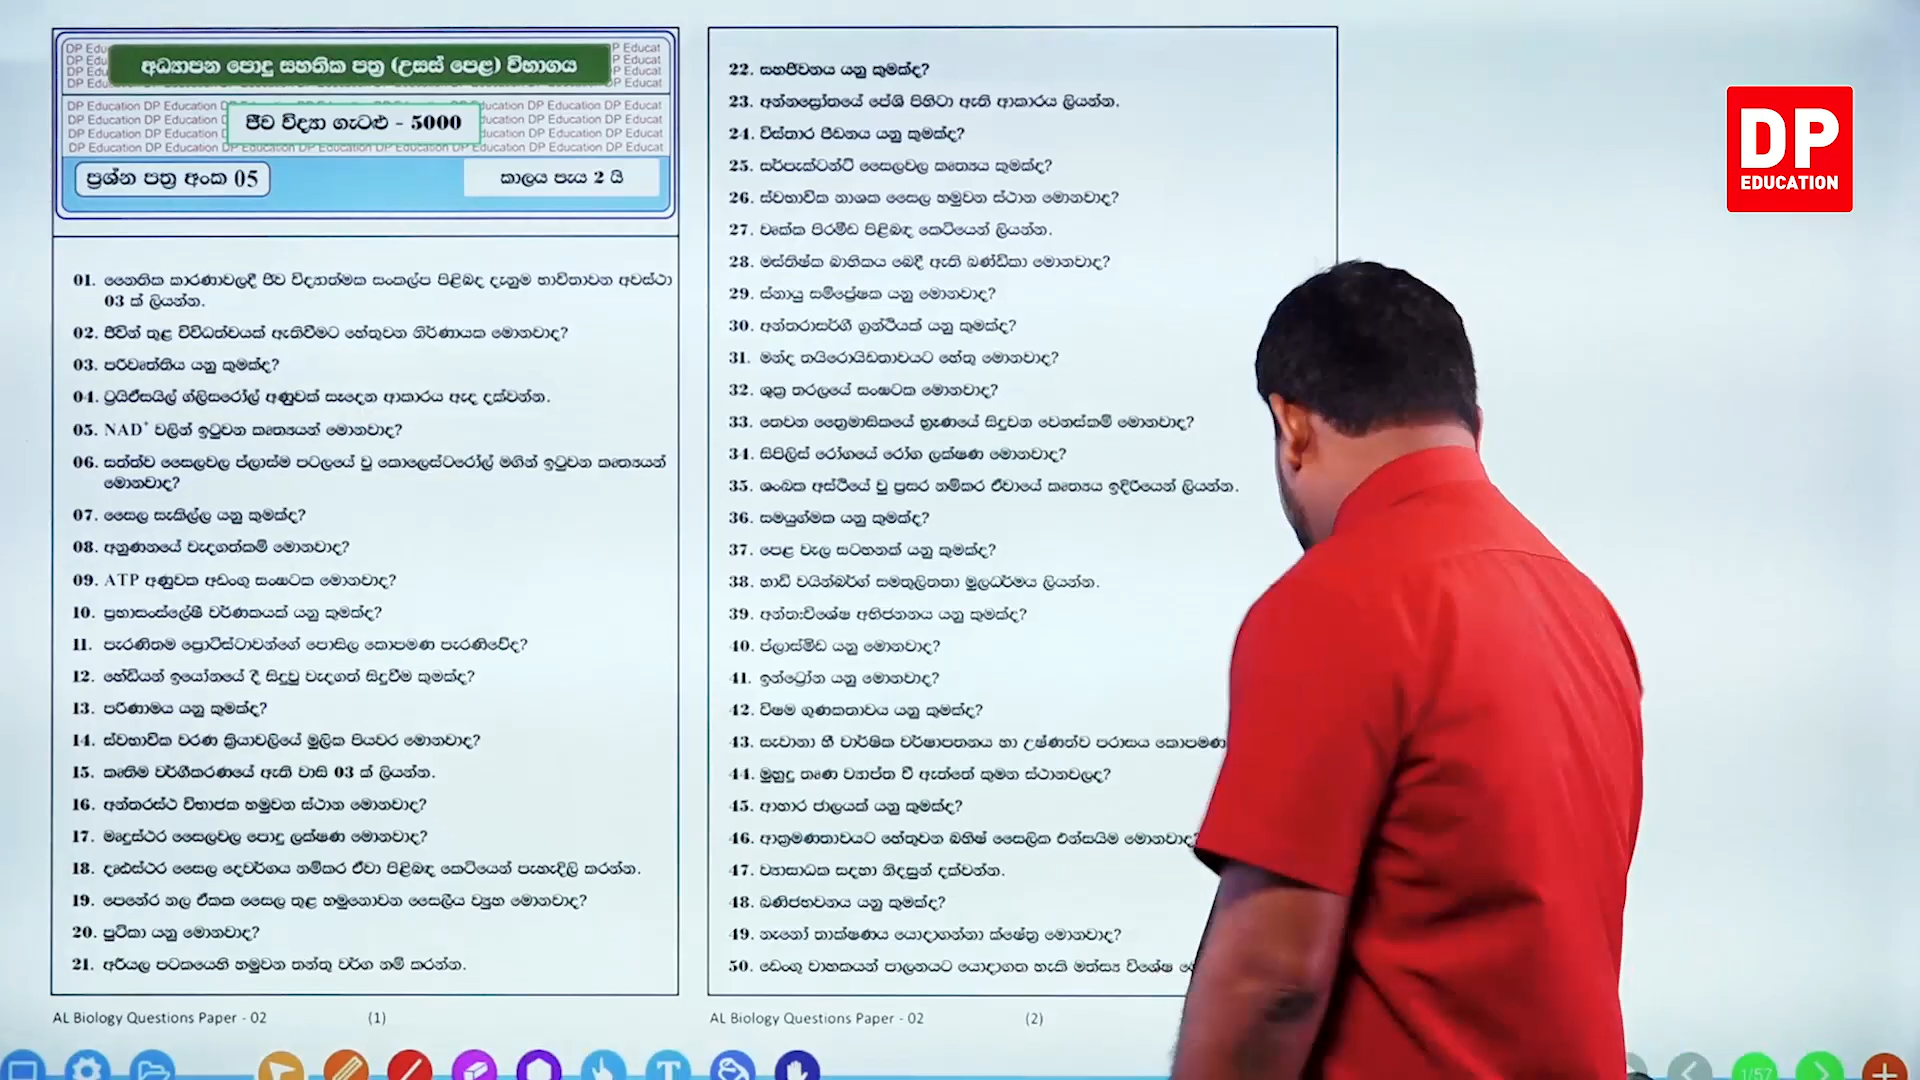 අධ්‍යාපන පොදු සහතික පත්‍ර (උසස් පෙළ) විභාගය
ජීව විද්‍යා ගැටළු - 5000
ප්‍රශ්න පත්‍ර අංක 05
කාලය පැය 2 යි
01. නෛතික කාරණාවලදී ජීව විද්‍යාත්මක සංකල්ප පිළිබද දැනුම භාවිතාවන අවස්ථා
03 ක් ලියන්න.
02. ජීවීන් තුළ විවිධත්වයක් ඇතිවීමට හේතුවන නිර්ණායක මොනවාද?
03. පරිවෘත්තිය යනු කුමක්ද?
04. ට්‍රයිඒසයිල් ග්ලිසරෝල් අණුවක් සෑදෙන ආකාරය ඇද දක්වන්න.
05. NAD⁺ වලින් ඉටුවන කෘත්‍යයන් මොනවාද?
06. සත්ත්ව සෛලවල ප්ලාස්ම පටලයේ වූ කොලෙස්ටරෝල් මගින් ඉටුවන කෘත්‍යයන්
මොනවාද?
07. සෛල සැකිල්ල යනු කුමක්ද?
08. අනුණනයේ වැදගත්කම් මොනවාද?
09. ATP අණුවක අඩංගු සංඝටක මොනවාද?
10. ප්‍රභාසංස්ලේෂී වර්ණකයක් යනු කුමක්ද?
11. පැරණිතම ප්‍රොටිස්ටාවන්ගේ පොසිල කොපමණ පැරණිවේද?
12. හේඩියන් ඉයෝනයේ දී සිදුවූ වැදගත් සිදුවීම කුමක්ද?
13. පරිණාමය යනු කුමක්ද?
14. ස්වභාවික වරණ ක්‍රියාවලියේ මූලික පියවර මොනවාද?
15. කෘතිම වර්ගීකරණයේ ඇති වාසි 03 ක් ලියන්න.
16. අන්තරස්ථ විභාජක හමුවන ස්ථාන මොනවාද?
17. මෘදුස්ථර සෛලවල පොදු ලක්ෂණ මොනවාද?
18. දෘඪස්ථර සෛල දෙවර්ගය නම්කර ඒවා පිළිබඳ කෙටියෙන් පැහැදිලි කරන්න.
19. පෙනේර නල ඒකක සෛල තුළ හමුනොවන සෛලීය ව්‍යුහ මොනවාද?
20. පූටිකා යනු මොනවාද?
21. අරීයල පටකයෙහි හමුවන තන්තු වර්ග නම් කරන්න.
AL Biology Questions Paper - 02 (1)
22. සහජීවනය යනු කුමක්ද?
23. අන්නස්‍රෝතයේ පේශි පිහිටා ඇති ආකාරය ලියන්න.
24. විස්තාර පීඩනය යනු කුමක්ද?
25. සර්පැක්ටන්ට් සෛලවල කෘත්‍යය කුමක්ද?
26. ස්වභාවික නාශක සෛල හමුවන ස්ථාන මොනවාද?
27. වෘක්ක පිරමීඩ පිළිබඳ කෙටියෙන් ලියන්න.
28. මස්තිෂ්ක බාහිකය බෙදී ඇති ඛණ්ඩිකා මොනවාද?
29. ස්නායු සම්ප්‍රේෂක යනු මොනවාද?
30. අන්තරාසර්ගී ග්‍රන්ථියක් යනු කුමක්ද?
31. මන්ද තයිරොයිඩතාවයට හේතු මොනවාද?
32. ශුක්‍ර තරලයේ සංඝටක මොනවාද?
33. තෙවන ත්‍රෛමාසිකයේ භ්‍රෑණයේ සිදුවන වෙනස්කම් මොනවාද?
34. සිපිලිස් රෝගයේ රෝග ලක්ෂණ මොනවාද?
35. ශංඛක අස්ථියේ වූ ප්‍රසර නම්කර ඒවායේ කෘත්‍යය ඉදිරියෙන් ලියන්න.
36. සමයුග්මක යනු කුමක්ද?
37. පෙළ වැල සටහනක් යනු කුමක්ද?
38. හාඩි වයින්බර්ග් සමතුලිතතා මූලධර්මය ලියන්න.
39. අන්තඃවිශේෂ අභිජනනය යනු කුමක්ද?
40. ප්ලාස්මිඩ යනු මොනවාද?
41. ඉන්ට්‍රෝන යනු මොනවාද?
42. විෂම ගුණකතාවය යනු කුමක්ද?
43. සැවානා හී වාර්ෂික වර්ෂාපතනය හා උෂ්ණත්ව පරාසය කොපමණ
44. මුහුදු තෘණ ව්‍යාප්ත වී ඇත්තේ කුමන ස්ථානවලද?
45. ආහාර ජාලයක් යනු කුමක්ද?
46. ආක්‍රමණතාවයට හේතුවන බහිෂ් සෛලික එන්සයිම මොනවාද?
47. ව්‍යාසාධක සදහා නිදසුන් දක්වන්න.
48. ඛණිජභවනය යනු කුමක්ද?
49. නැනෝ තාක්ෂණය යොදාගන්නා ක්ෂේත්‍ර මොනවාද?
50. ඩෙංගු වාහකයන් පාලනයට යොදාගත හැකි මත්ස්‍ය විශේෂ
AL Biology Questions Paper - 02 (2)
DP
EDUCATION
1/57